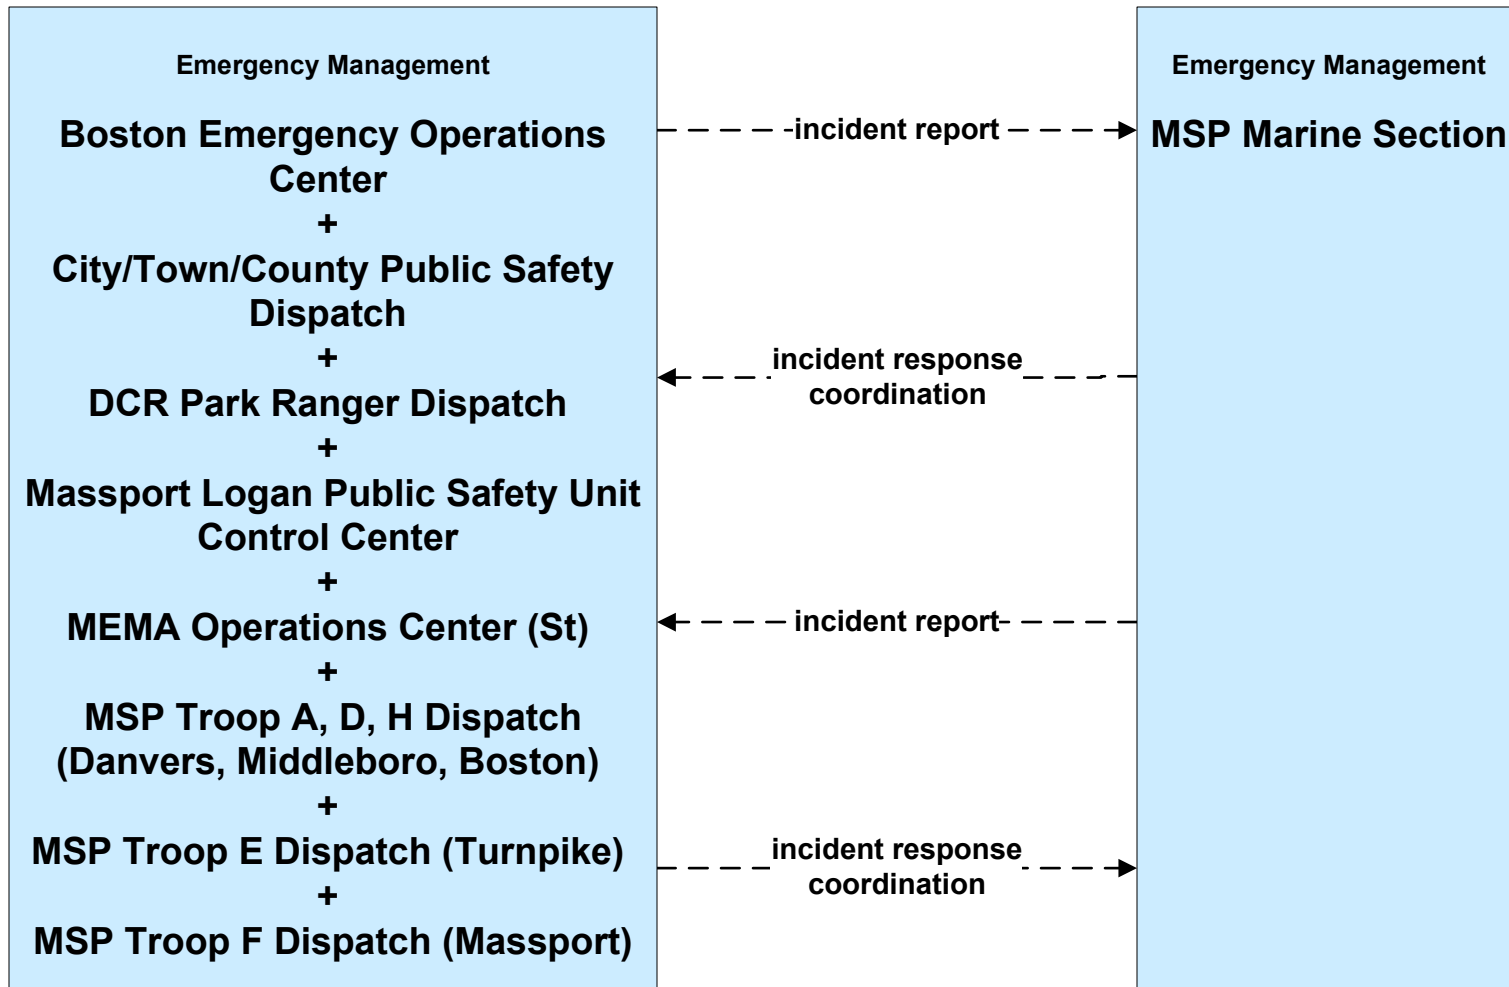 Emergency Management
Boston Emergency Operations
Center
+
City/Town/County Public Safety
Dispatch
+
DCR Park Ranger Dispatch
+
Massport Logan Public Safety Unit
Control Center
+
MEMA Operations Center (St)
+
MSP Troop A, D, H Dispatch
(Danvers, Middleboro, Boston)
+
MSP Troop E Dispatch (Turnpike)
+
MSP Troop F Dispatch (Massport)
incident report
incident response
coordination
incident report
incident response
coordination
Emergency Management
MSP Marine Section